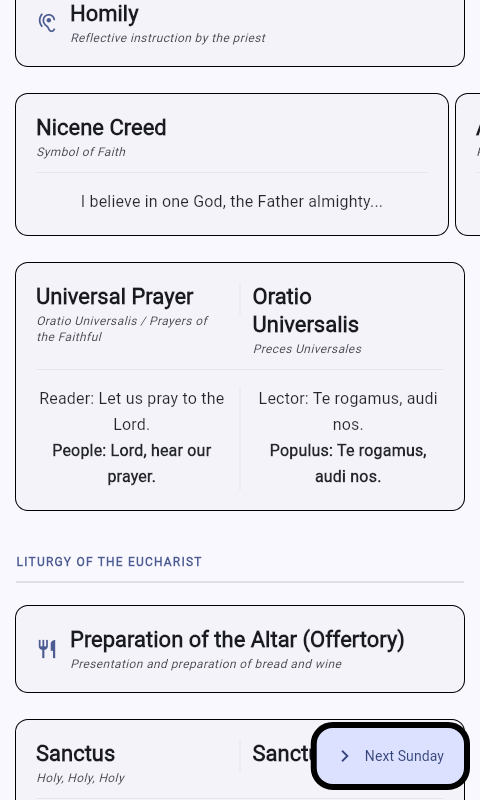 Homily
Reflective instruction by the priest
Nicene Creed
Symbol of Faith
I believe in one God, the Father almighty...
Universal Prayer
Oratio Universalis / Prayers of
the Faithful
Oratio
Universalis
Preces Universales
Reader: Let us pray to the
Lord.
People: Lord, hear our
prayer.
Lector: Te rogamus, audi
nos.
Populus: Te rogamus,
audi nos.
LITURGY OF THE EUCHARIST
Preparation of the Altar (Offertory)
Presentation and preparation of bread and wine
Sanctus
Holy, Holy, Holy
Next Sunday